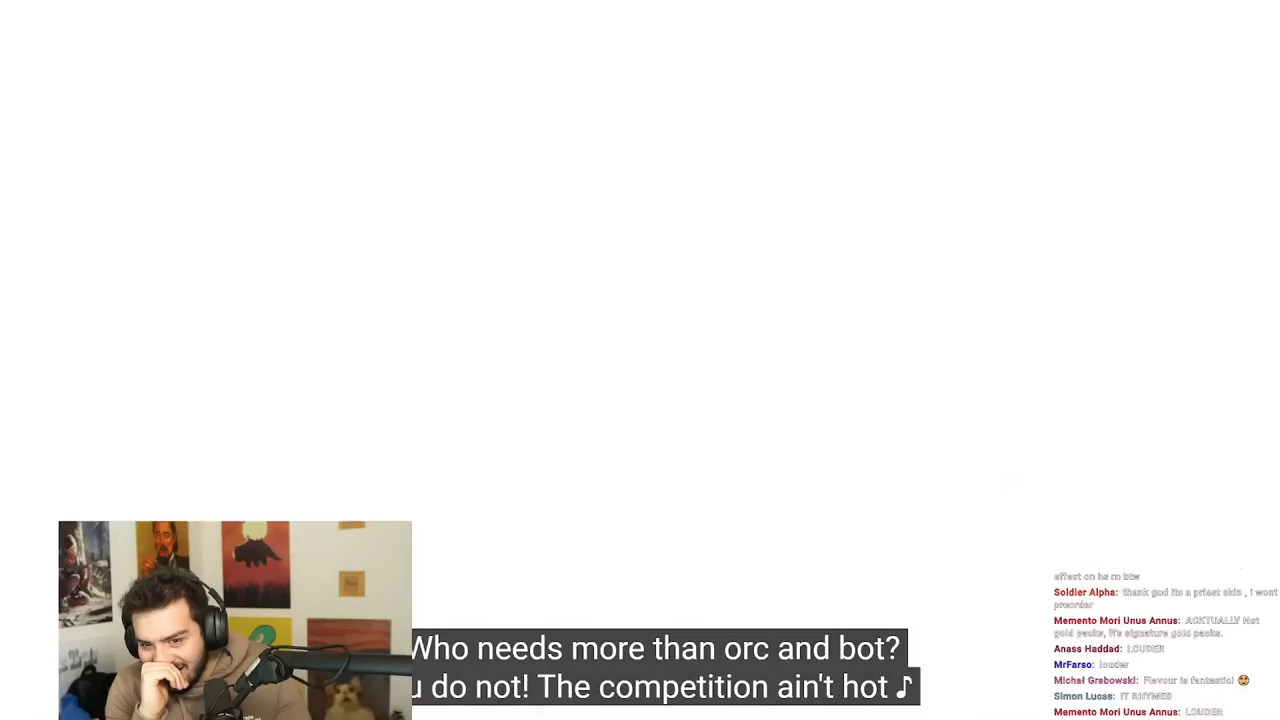 Who needs more than orc and bot?
u do not! The competition ain't hot ♪
effect on hs rn btw
Soldier Alpha: thank god its a priest skin , i wont
preorder
Memento Mori Unus Annus: ACKTUALLY Not
gold packs, it's signature gold packs.
Anass Haddad: LOUDER
MrFarso: louder
Michał Grabowski: Flavour is fantastic! 🤩
Simon Lucas: IT RHYMES
Memento Mori Unus Annus: LOUDER